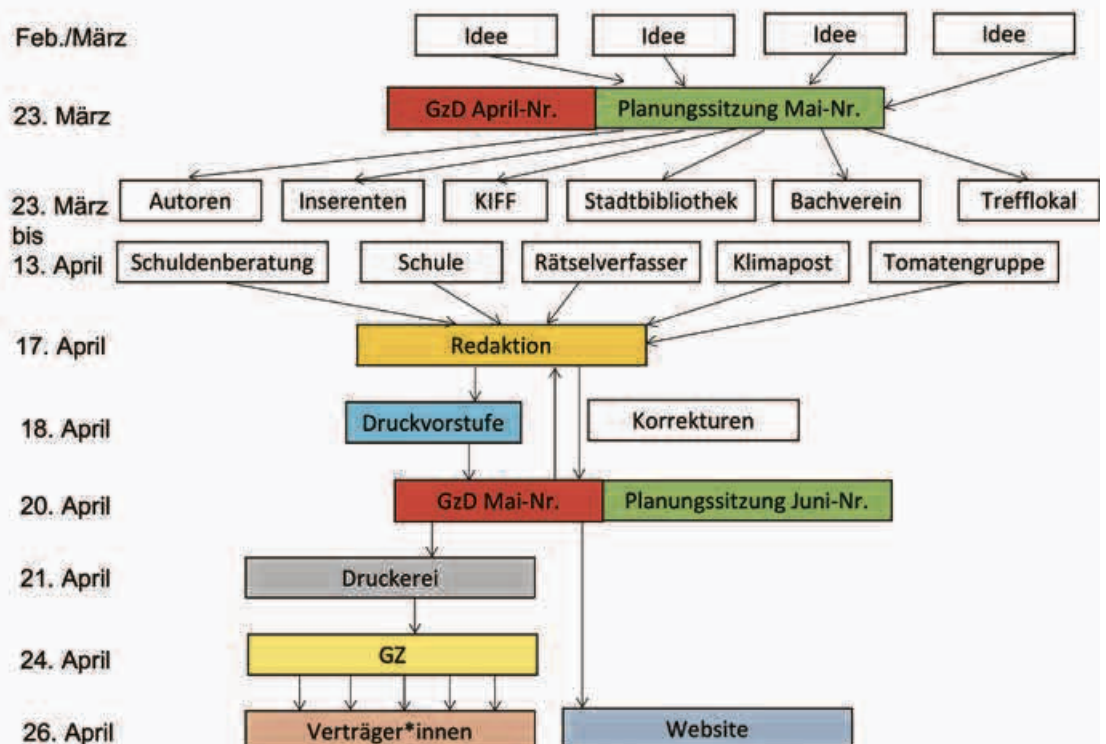 Feb./März
Idee
Idee
Idee
Idee
23. März
GzD April-Nr.
Planungssitzung Mai-Nr.
23. März
bis
13. April
Autoren
Inserenten
KIFF
Stadtbibliothek
Bachverein
Trefflokal
Schuldenberatung
Schule
Rätselverfasser
Klimapost
Tomatengruppe
17. April
Redaktion
18. April
Druckvorstufe
Korrekturen
20. April
GzD Mai-Nr.
Planungssitzung Juni-Nr.
21. April
Druckerei
24. April
GZ
26. April
Verträger*innen
Website